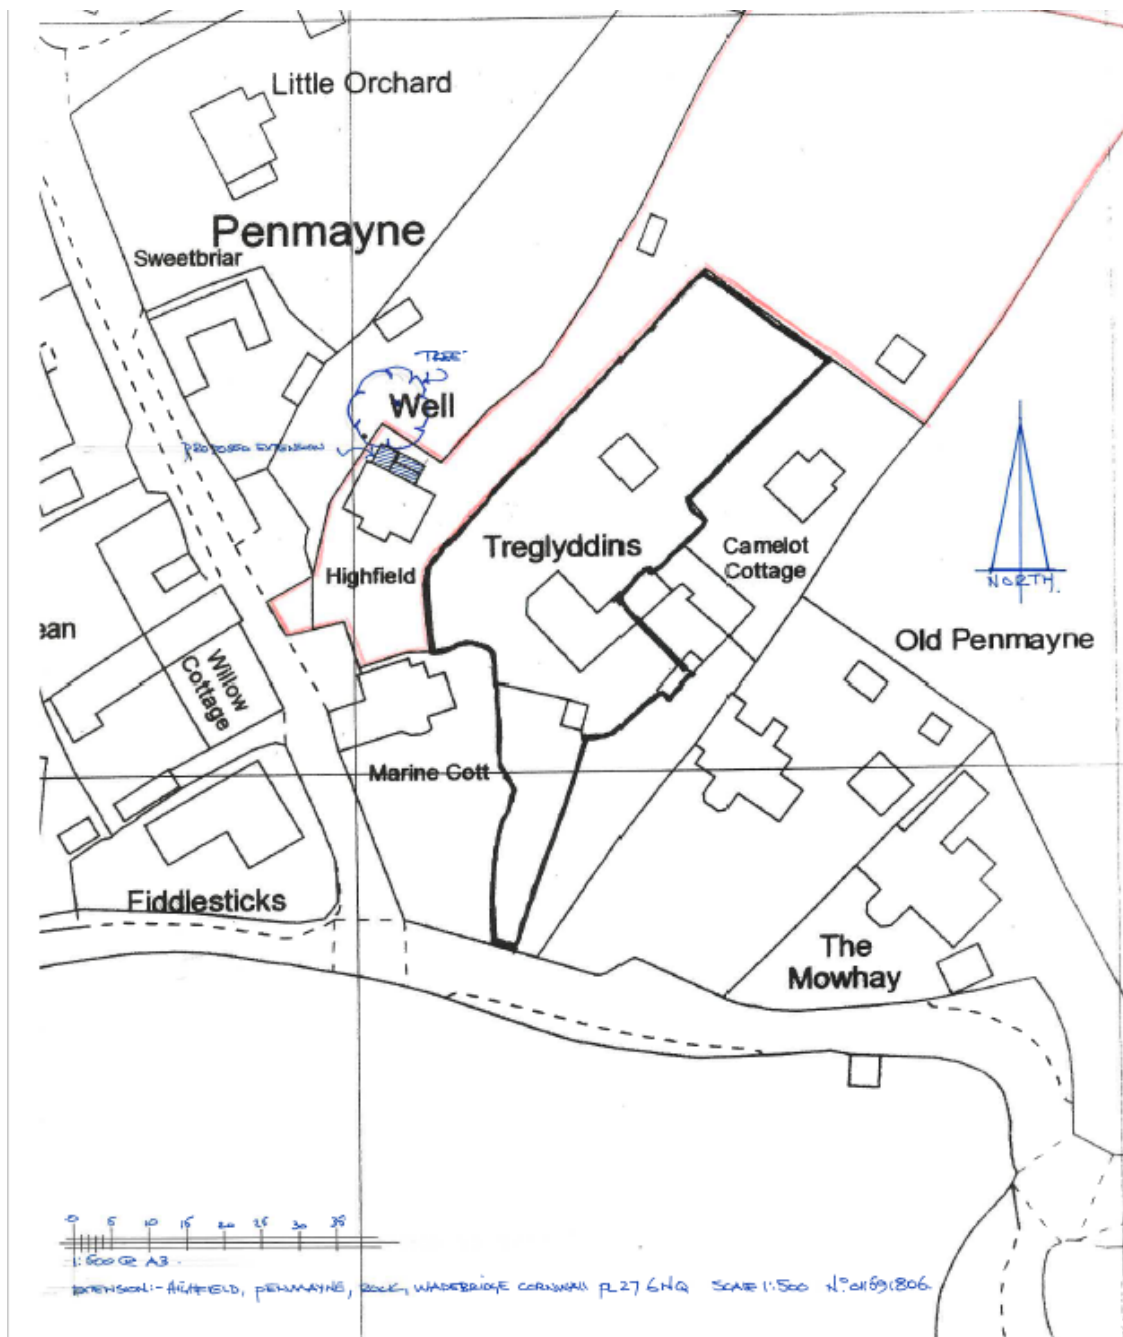 Little Orchard
Penmayne
Sweetbriar
TREE
Well
PROPOSED EXTENSION
Treglyddins
Camelot
Cottage
Highfield
NORTH.
ean
Old Penmayne
Willow
Cottage
Marine Cott
Fiddlesticks
The
Mowhay
0 5 10 15 20 25 30 35
1:500 @ A3
EXTENSION:- HIGHFIELD, PENMAYNE, ROCK, WADEBRIDGE CORNWALL PL27 6NQ SCALE 1:500